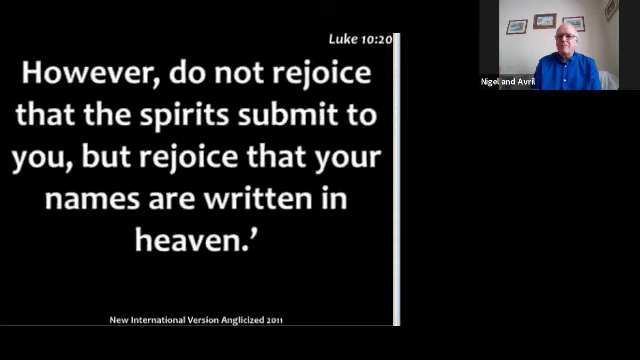 Luke 10:20
However, do not rejoice
that the spirits submit to
you, but rejoice that your
names are written in
heaven.’
New International Version Anglicized 2011
Nigel and Avril